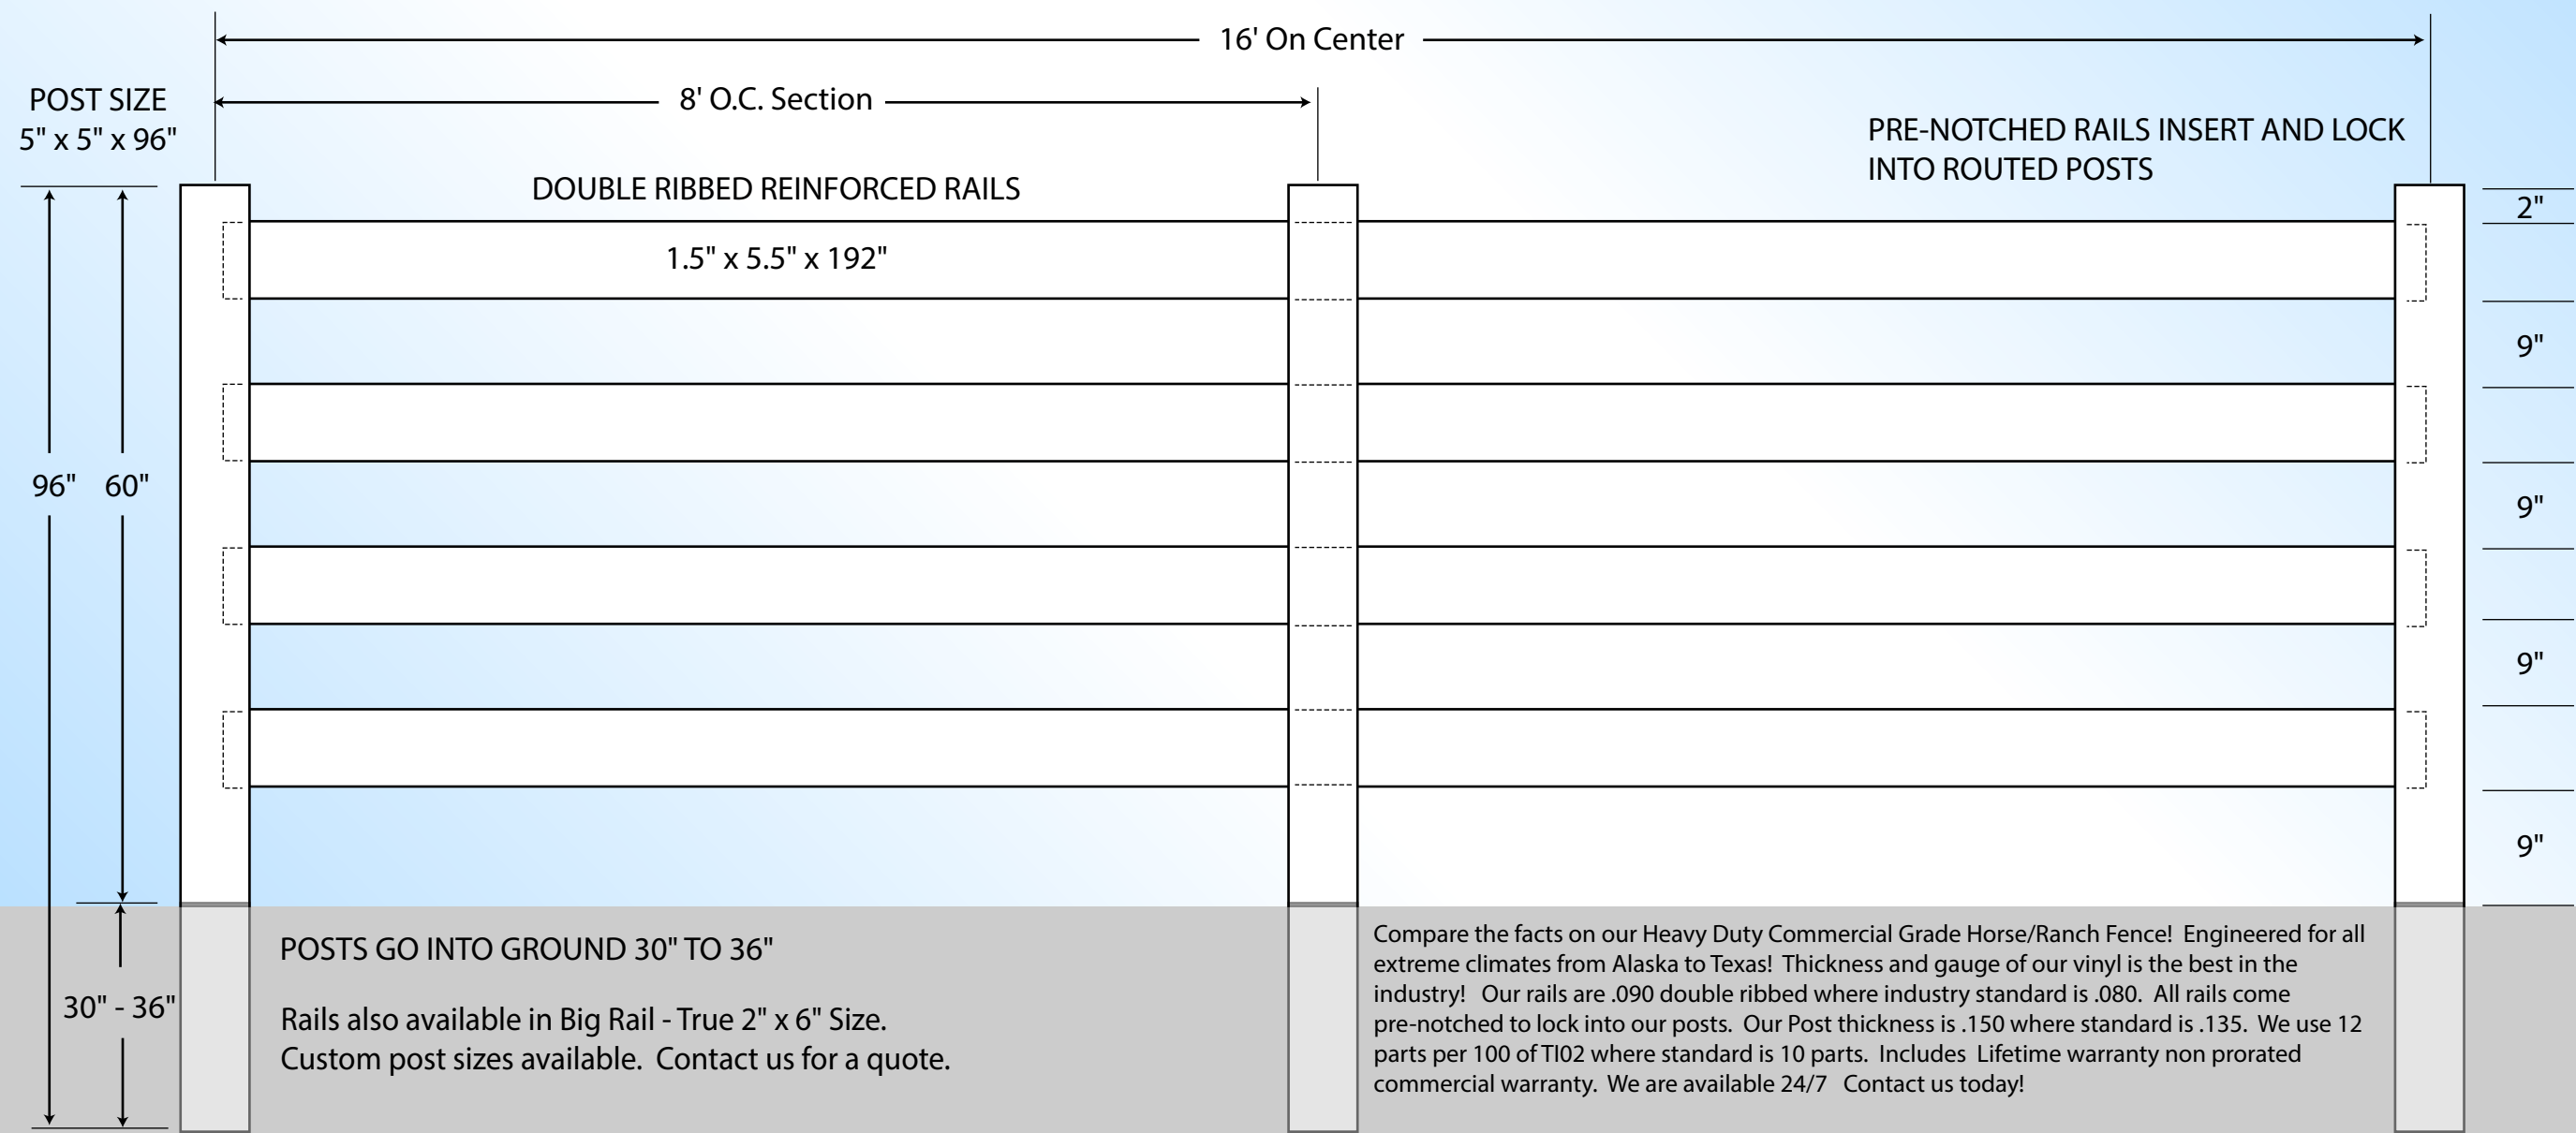 16' On Center
8' O.C. Section
POST SIZE
5" x 5" x 96"
PRE-NOTCHED RAILS INSERT AND LOCK
INTO ROUTED POSTS
DOUBLE RIBBED REINFORCED RAILS
1.5" x 5.5" x 192"
2"
9"
96"
60"
9"
9"
9"
30" - 36"
POSTS GO INTO GROUND 30" TO 36"
Rails also available in Big Rail - True 2" x 6" Size.
Custom post sizes available. Contact us for a quote.
Compare the facts on our Heavy Duty Commercial Grade Horse/Ranch Fence! Engineered for all
extreme climates from Alaska to Texas! Thickness and gauge of our vinyl is the best in the
industry! Our rails are .090 double ribbed where industry standard is .080. All rails come
pre-notched to lock into our posts. Our Post thickness is .150 where standard is .135. We use 12
parts per 100 of TI02 where standard is 10 parts. Includes Lifetime warranty non prorated
commercial warranty. We are available 24/7 Contact us today!